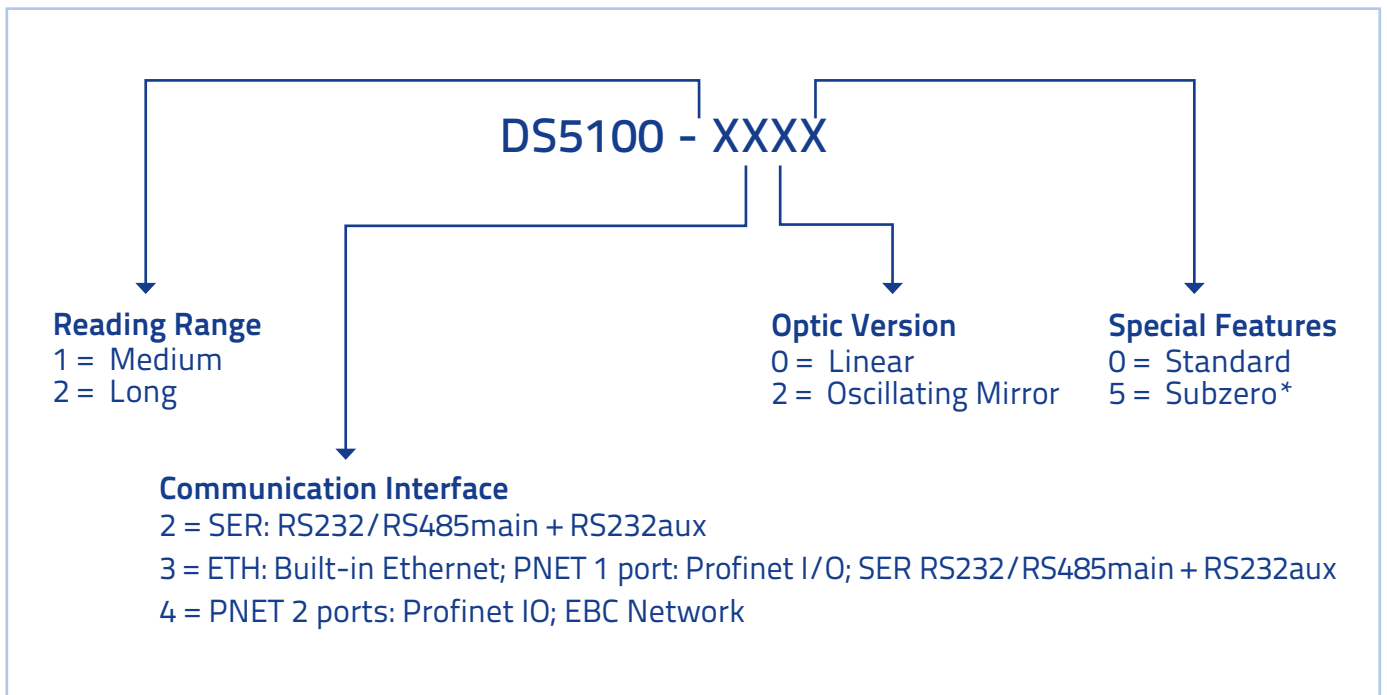 DS5100 - XXXX
Reading Range
1 = Medium
2 = Long
Optic Version
0 = Linear
2 = Oscillating Mirror
Special Features
0 = Standard
5 = Subzero*
Communication Interface
2 = SER: RS232/RS485main + RS232aux
3 = ETH: Built-in Ethernet; PNET 1 port: Profinet I/O; SER RS232/RS485main + RS232aux
4 = PNET 2 ports: Profinet IO; EBC Network